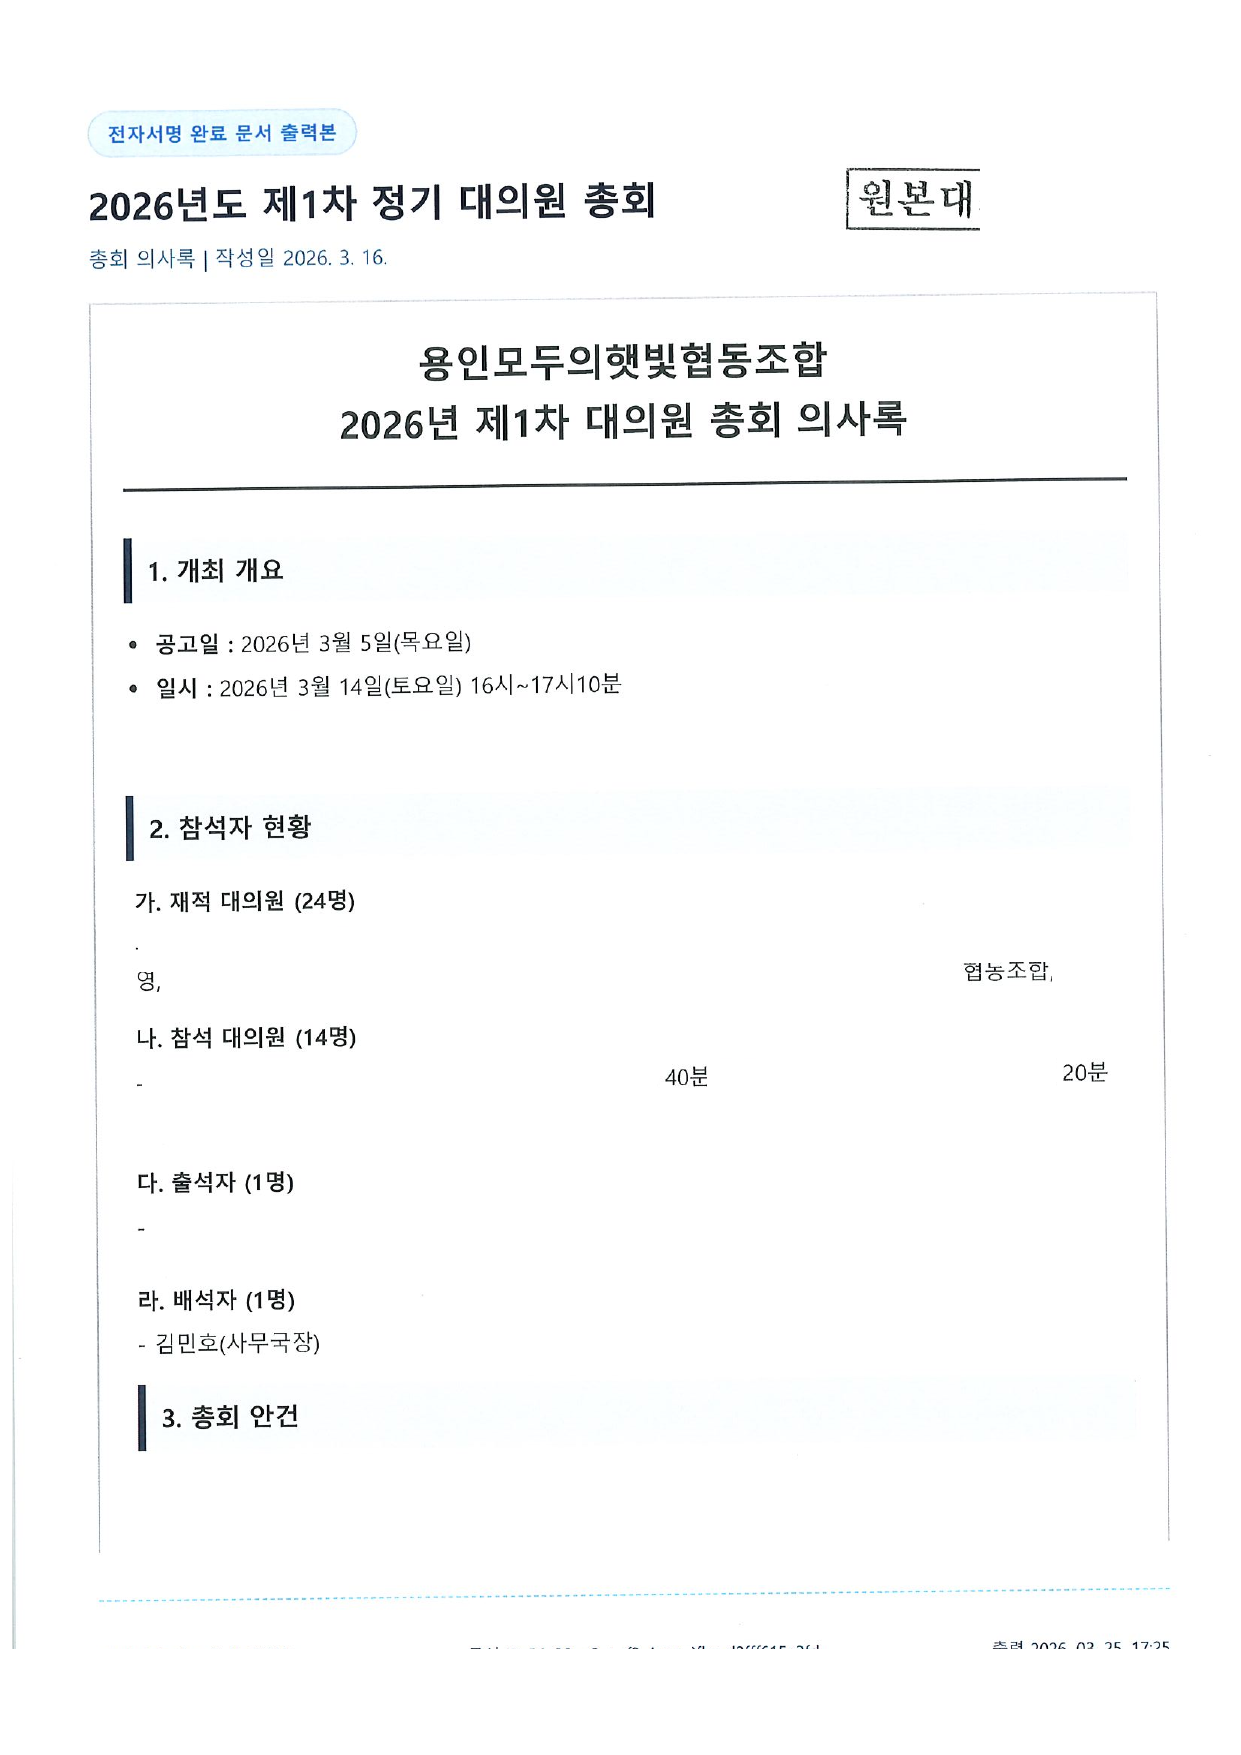 전자서명 완료 문서 출력본
2026년도 제1차 정기 대의원 총회
원본대
총회 의사록 | 작성일 2026. 3. 16.
용인모두의햇빛협동조합
2026년 제1차 대의원 총회 의사록
1. 개최 개요
• 공고일 : 2026년 3월 5일(목요일)
• 일시 : 2026년 3월 14일(토요일) 16시~17시10분
2. 참석자 현황
가. 재적 대의원 (24명)
영, 협동조합,
나. 참석 대의원 (14명)
- 40분 20분
다. 출석자 (1명)
-
라. 배석자 (1명)
- 김민호(사무국장)
3. 총회 안건
출력 2026. 03. 25. 17:25